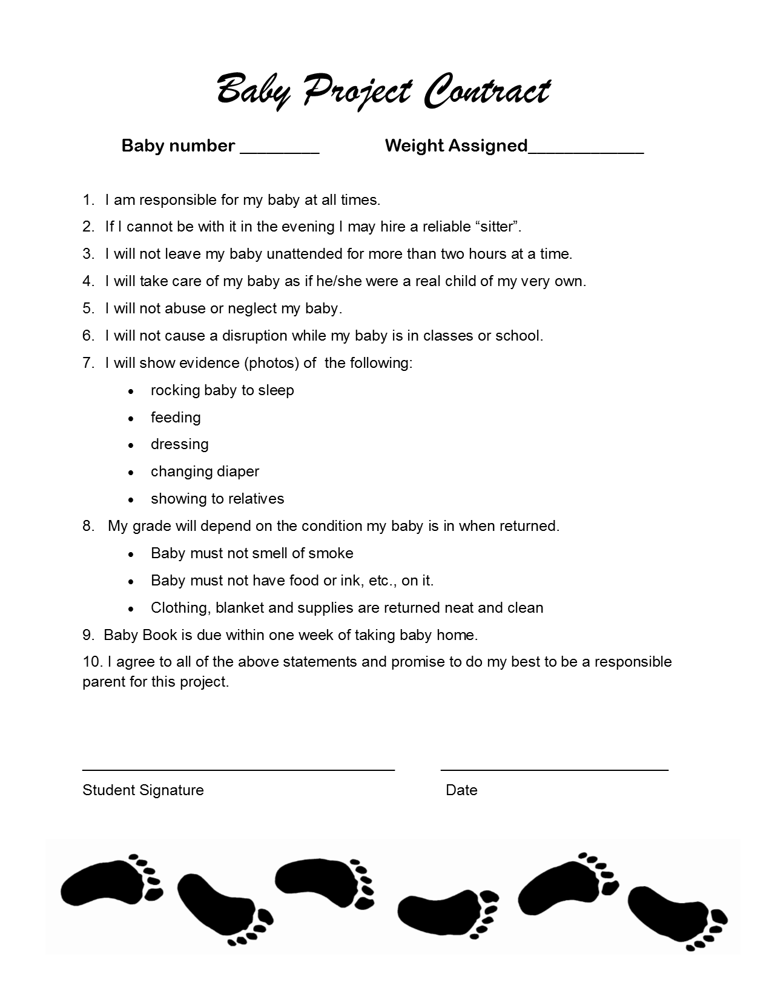 Baby Project Contract
Baby number _________ Weight Assigned_____________
1. I am responsible for my baby at all times.
2. If I cannot be with it in the evening I may hire a reliable “sitter”.
3. I will not leave my baby unattended for more than two hours at a time.
4. I will take care of my baby as if he/she were a real child of my very own.
5. I will not abuse or neglect my baby.
6. I will not cause a disruption while my baby is in classes or school.
7. I will show evidence (photos) of  the following:
• rocking baby to sleep
• feeding
• dressing
• changing diaper
• showing to relatives
8. My grade will depend on the condition my baby is in when returned.
• Baby must not smell of smoke
• Baby must not have food or ink, etc., on it.
• Clothing, blanket and supplies are returned neat and clean
9. Baby Book is due within one week of taking baby home.
10. I agree to all of the above statements and promise to do my best to be a responsible
parent for this project.
Student Signature Date